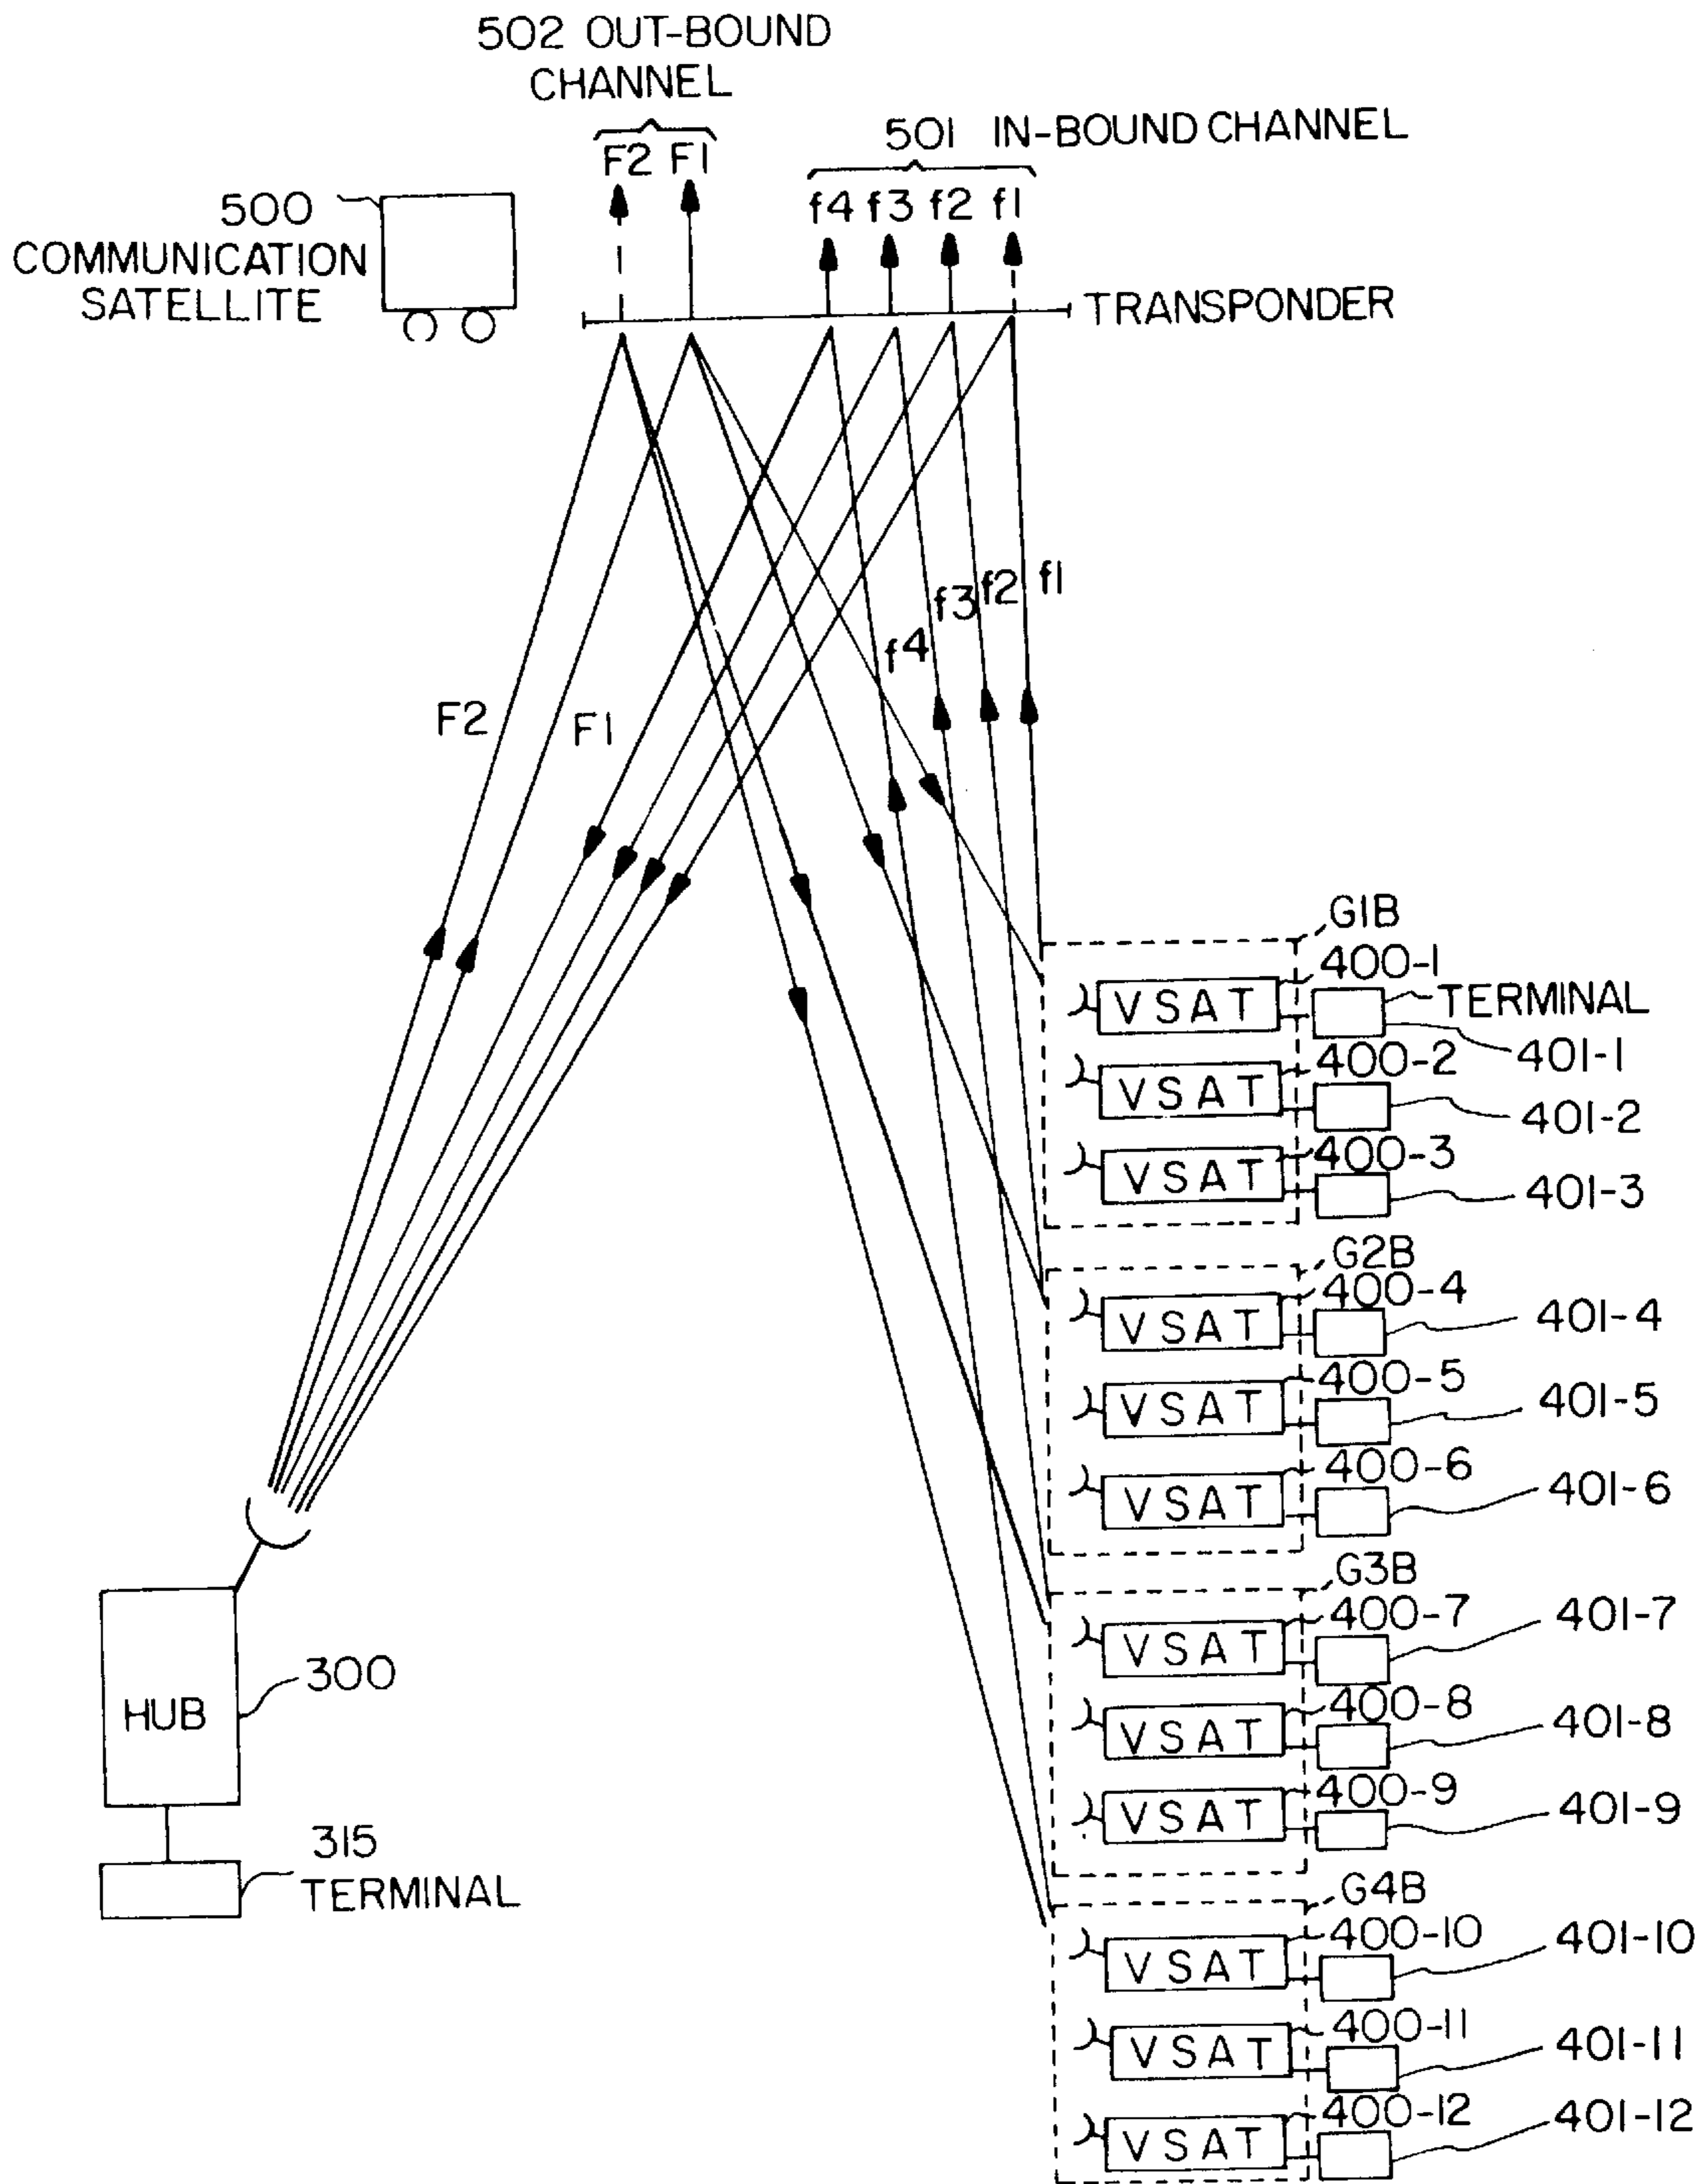 502 OUT-BOUND
CHANNEL
F2 F1
501 IN-BOUND CHANNEL
f4 f3 f2 f1
500
COMMUNICATION
SATELLITE
TRANSPONDER
F2
F1
f4
f3
f2
f1
G1B
VSAT
400-1
TERMINAL
401-1
VSAT
400-2
401-2
VSAT
400-3
401-3
G2B
VSAT
400-4
401-4
VSAT
400-5
401-5
VSAT
400-6
401-6
G3B
VSAT
400-7
401-7
VSAT
400-8
401-8
VSAT
400-9
401-9
G4B
VSAT
400-10
401-10
VSAT
400-11
401-11
VSAT
400-12
401-12
HUB
300
315
TERMINAL